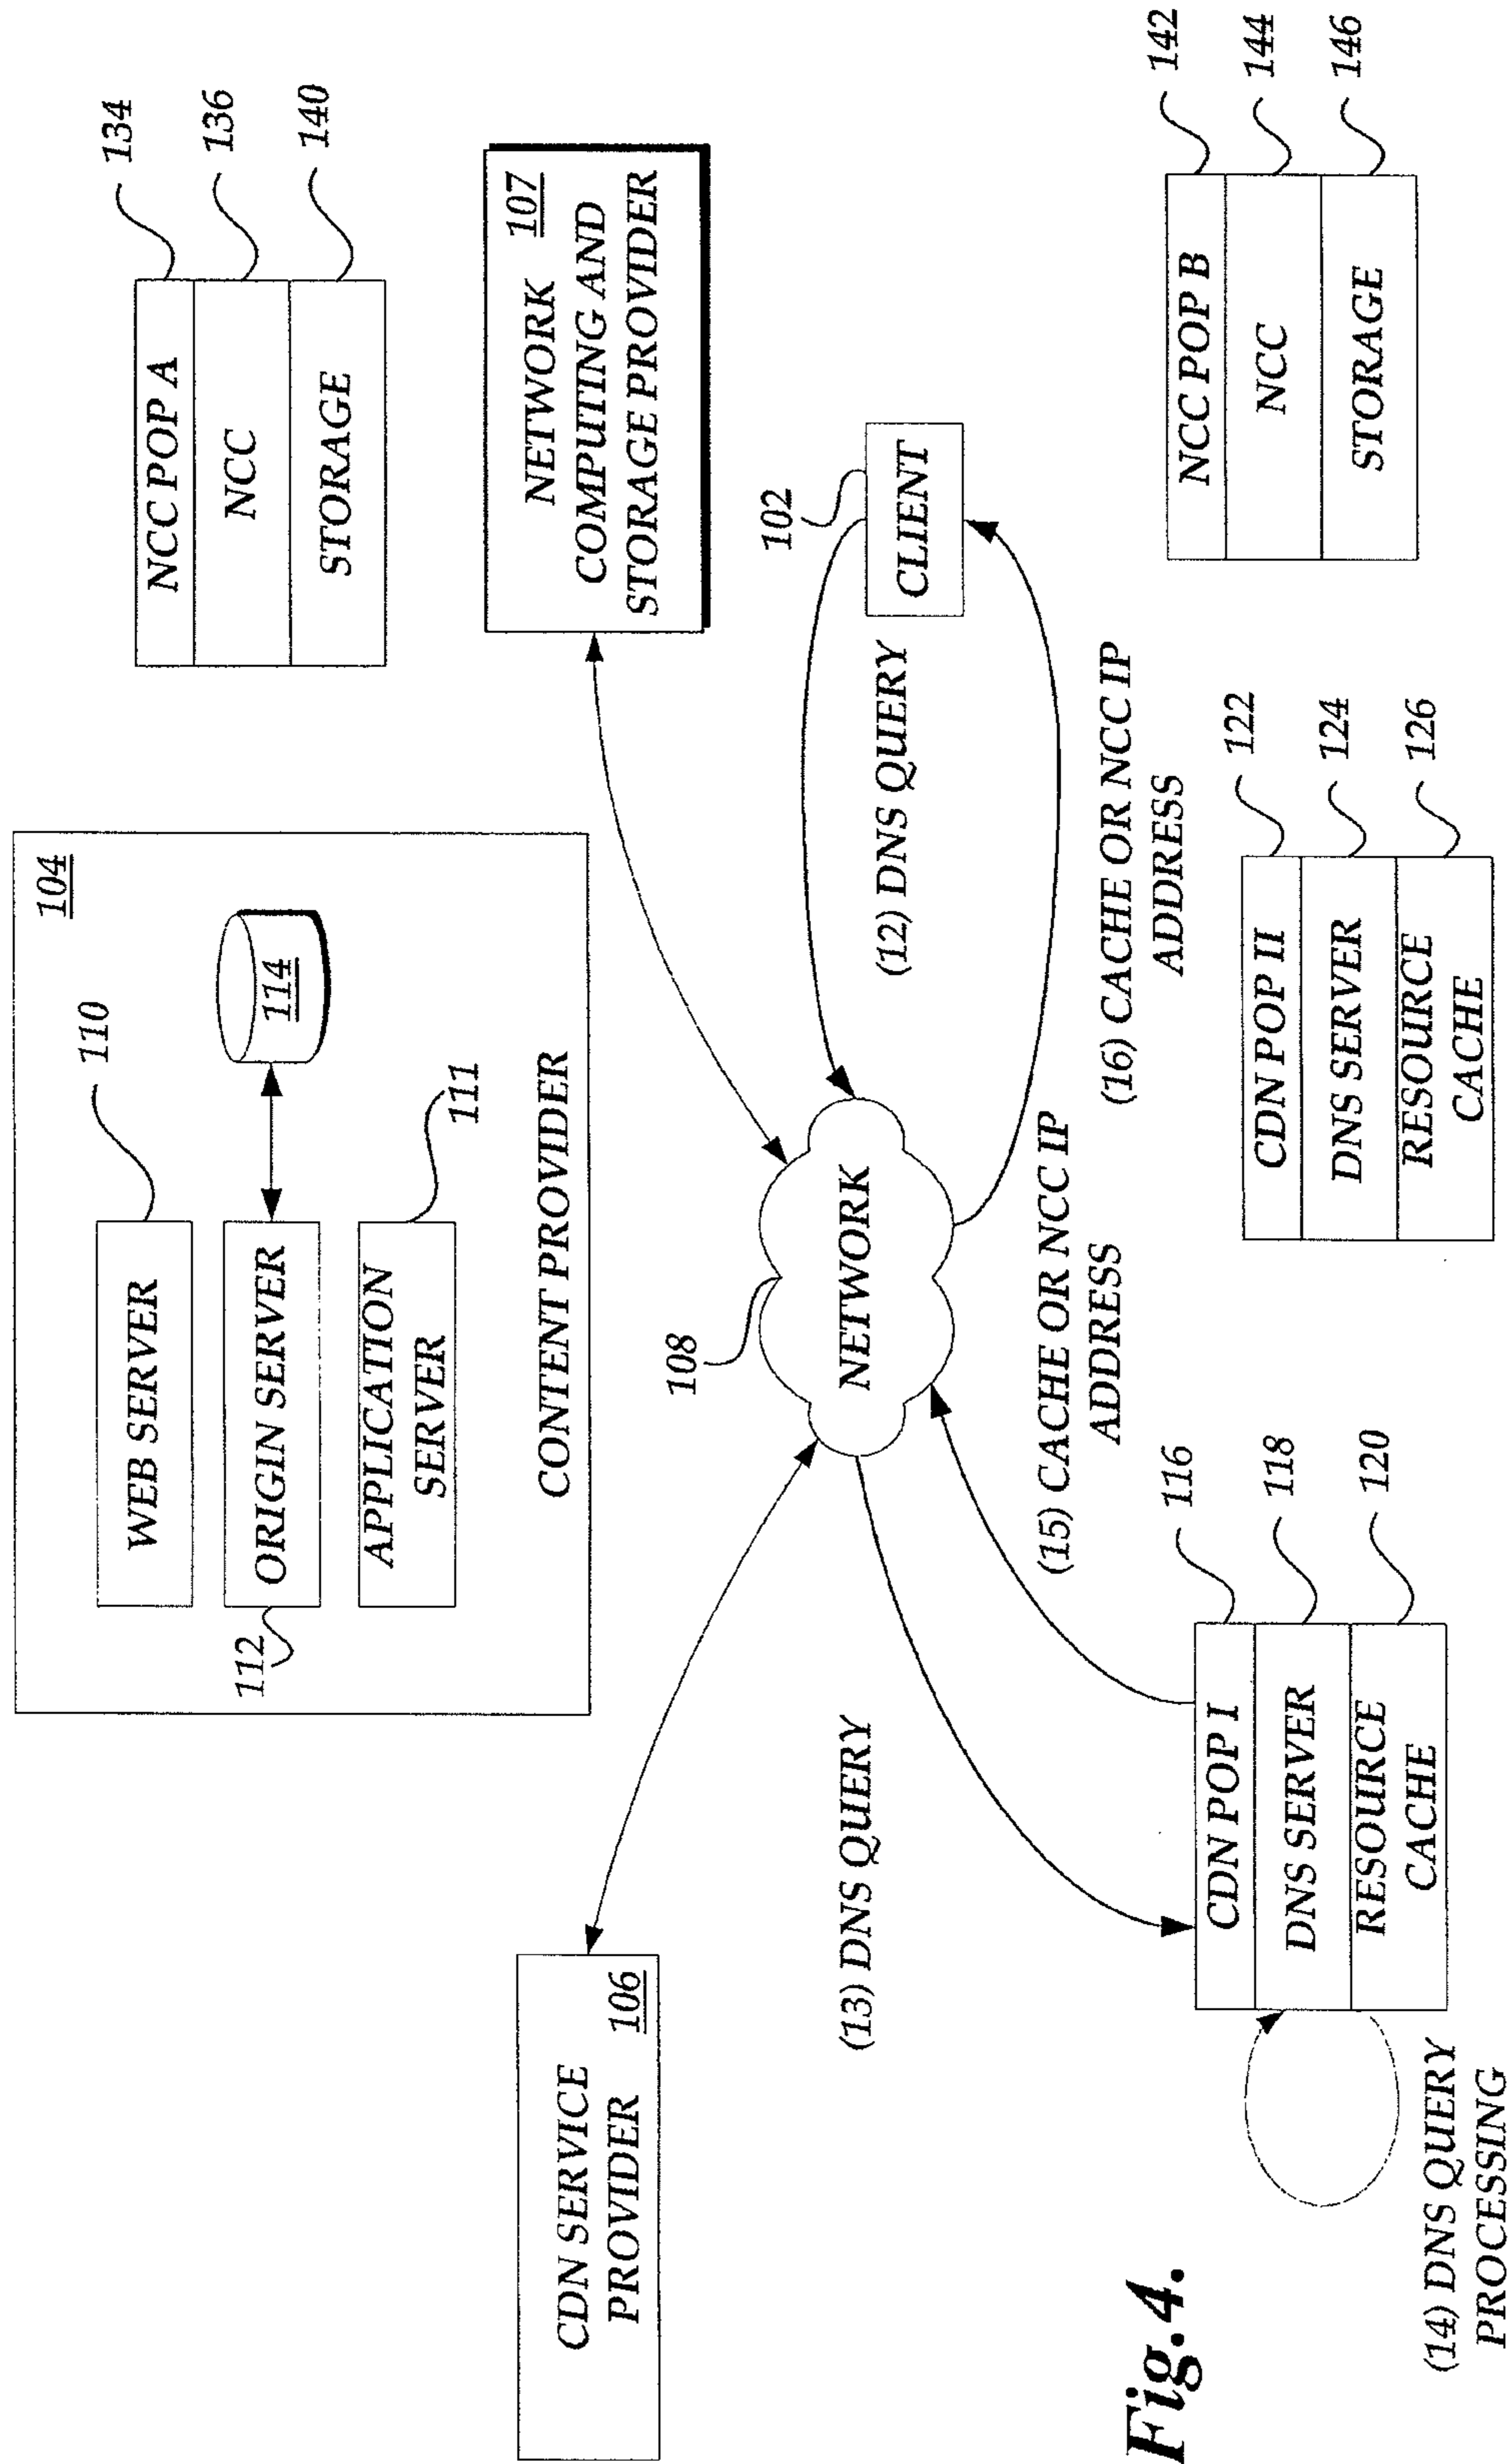 104
WEB SERVER
110
ORIGIN SERVER
112
114
APPLICATION
SERVER
111
CONTENT PROVIDER
NCC POP A
134
NCC
136
STORAGE
140
CDN SERVICE
PROVIDER
106
107
NETWORK
COMPUTING AND
STORAGE PROVIDER
108
NETWORK
102
CLIENT
(12) DNS QUERY
(13) DNS QUERY
(15) CACHE OR NCC IP
ADDRESS
(16) CACHE OR NCC IP
ADDRESS
CDN POP I
116
DNS SERVER
118
RESOURCE
CACHE
120
(14) DNS QUERY
PROCESSING
CDN POP II
122
DNS SERVER
124
RESOURCE
CACHE
126
NCC POP B
142
NCC
144
STORAGE
146
Fig.4.